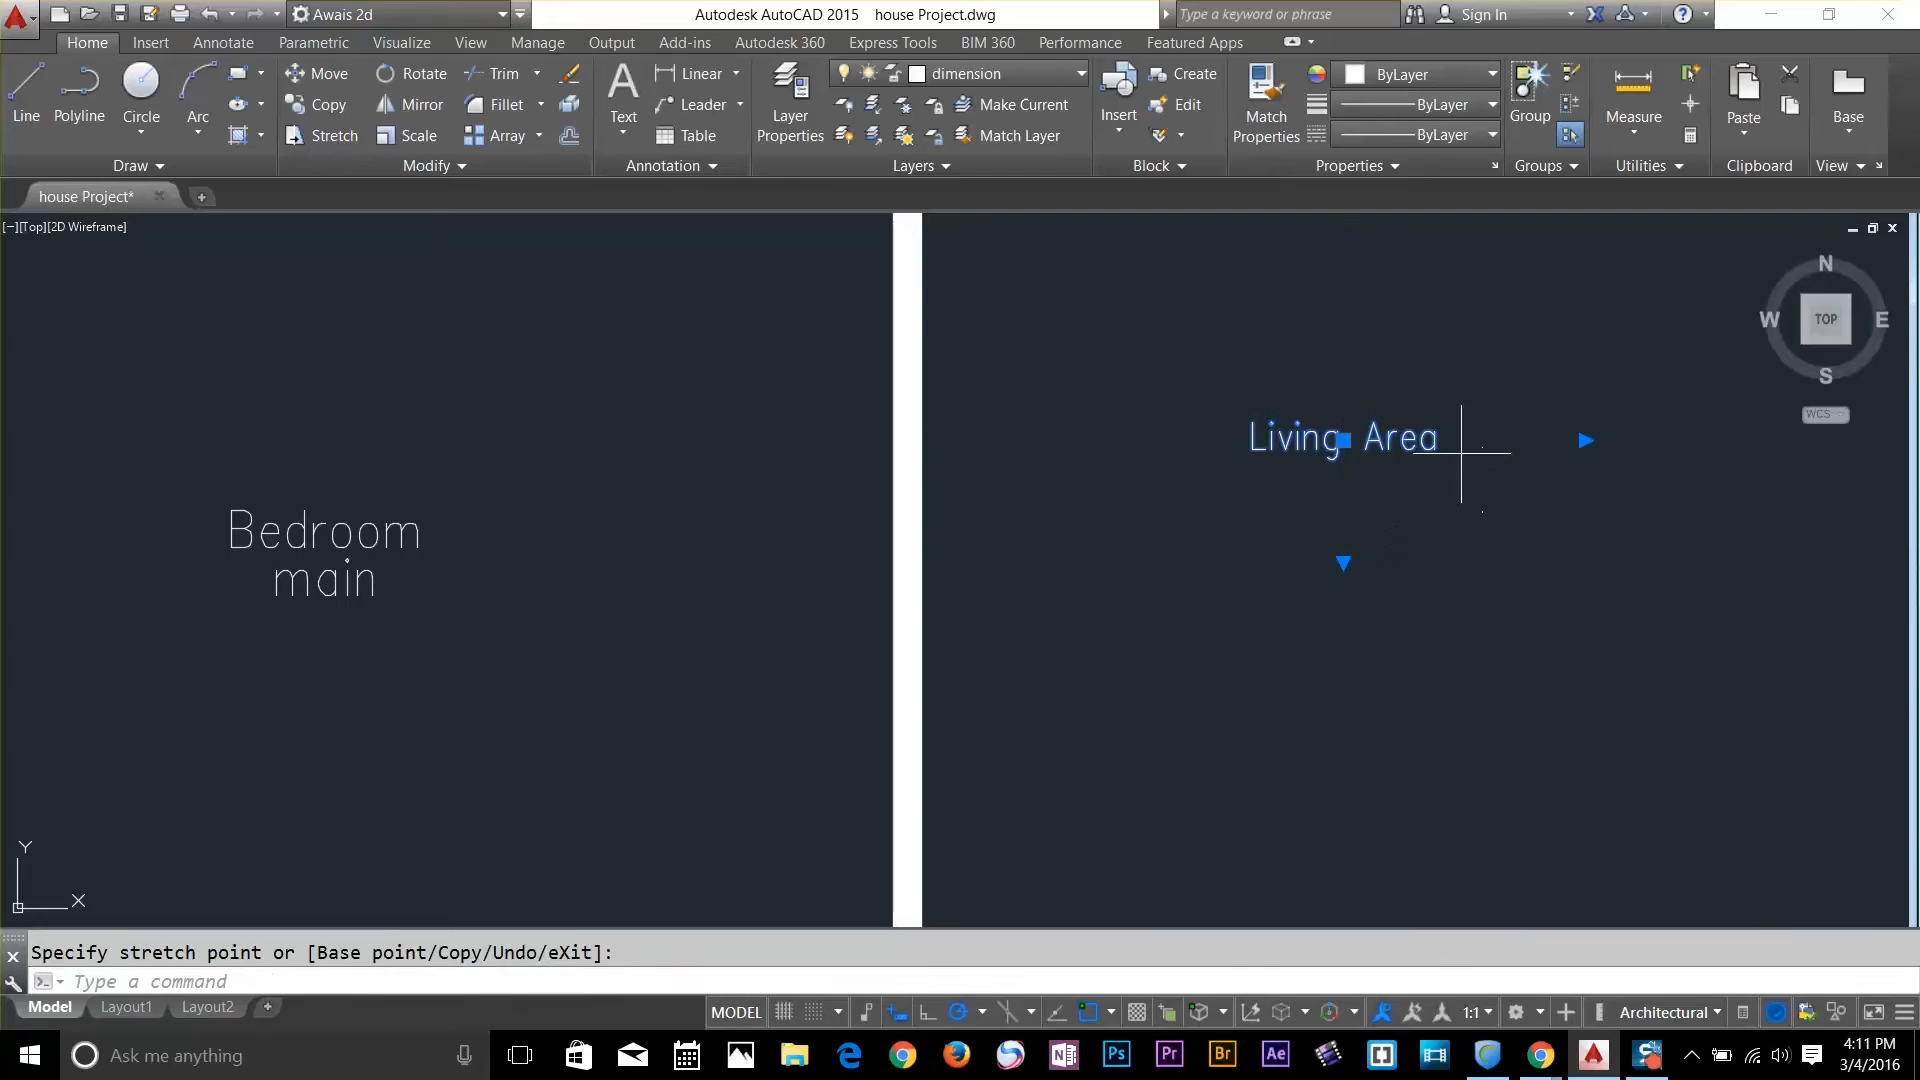 Awais 2d
Autodesk AutoCAD 2015 house Project.dwg
Type a keyword or phrase
Sign In
Home Insert Annotate Parametric Visualize View Manage Output Add-ins Autodesk 360 Express Tools BIM 360 Performance Featured Apps
Line Polyline Circle Arc
Move Rotate Trim
Copy Mirror Fillet
Stretch Scale Array
Text
Linear
Leader
Table
Layer
Properties
dimension
Make Current
Match Layer
Insert
Create
Edit
Match
Properties
ByLayer
ByLayer
ByLayer
Group
Measure
Paste
Base
Draw Modify Annotation Layers Block Properties Groups Utilities Clipboard View
house Project*
[−][Top][2D Wireframe]
N
W TOP E
S
WCS
Living Area
Bedroom
main
Y
X
Specify stretch point or [Base point/Copy/Undo/eXit]:
Type a command
Model Layout1 Layout2
MODEL
1:1
Architectural
Ask me anything
Ps Pr Br Ae
4:11 PM
3/4/2016